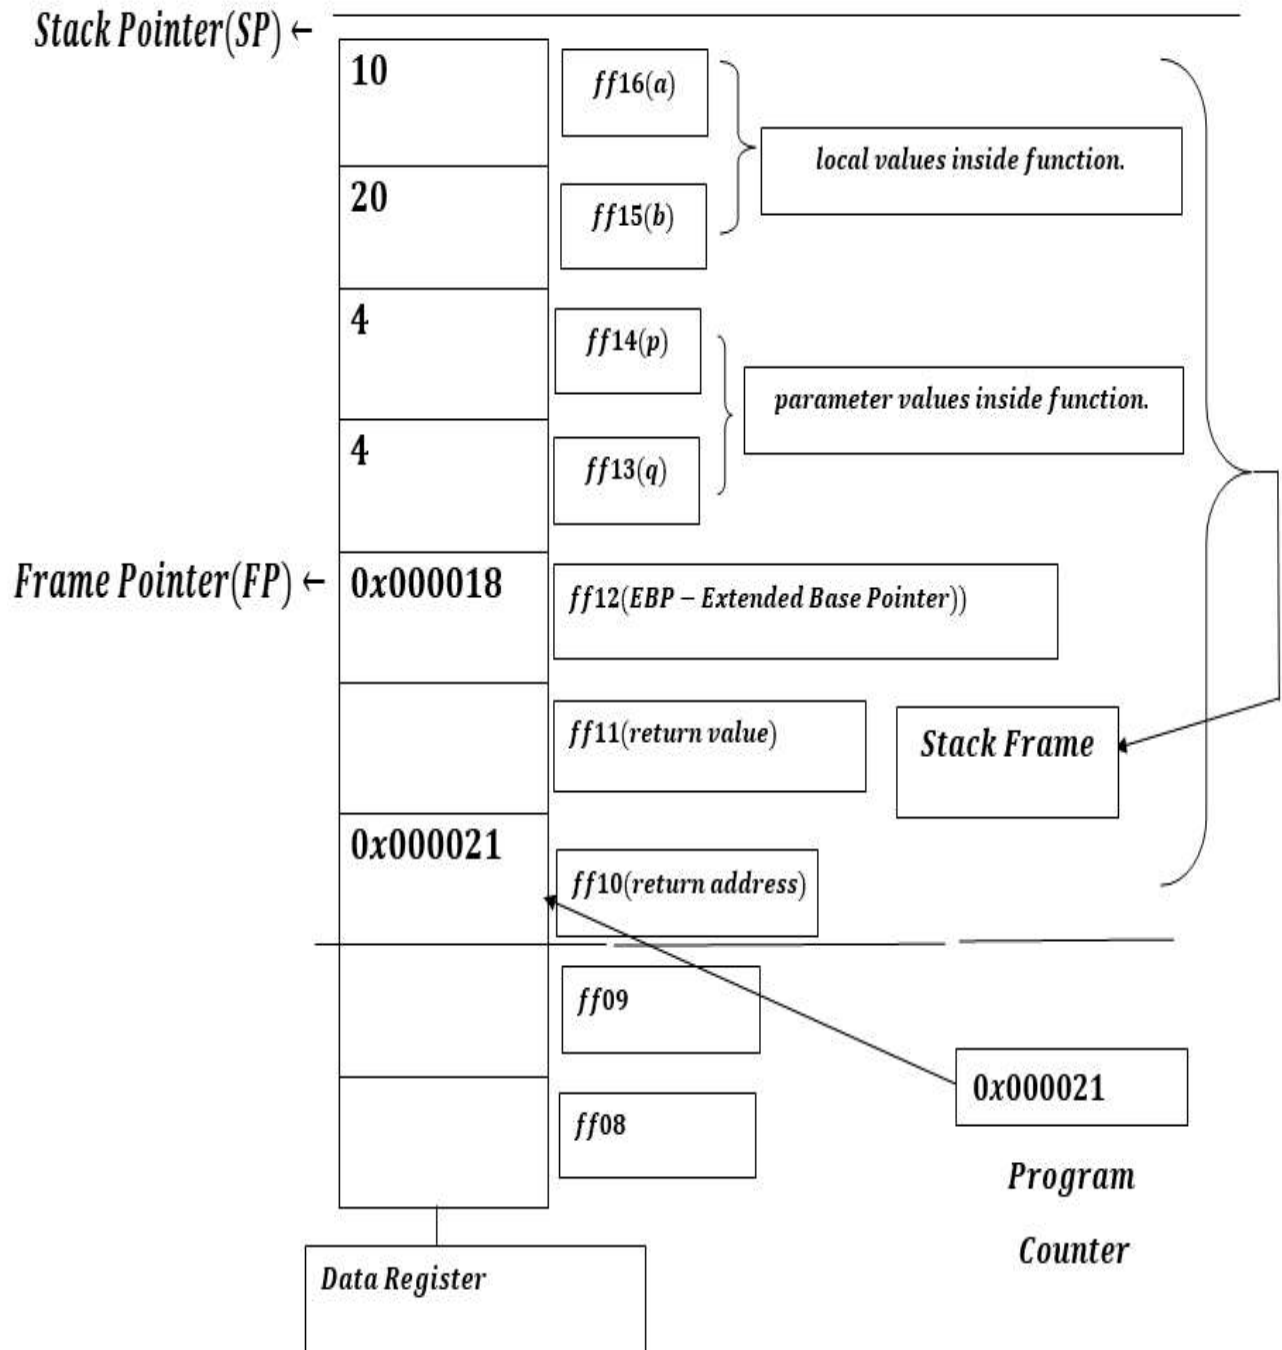 Stack Pointer(SP) ←
10
ff16(a)
local values inside function.
20
ff15(b)
4
ff14(p)
parameter values inside function.
4
ff13(q)
Frame Pointer(FP) ←
0x000018
ff12(EBP − Extended Base Pointer))
ff11(return value)
Stack Frame
0x000021
ff10(return address)
ff09
0x000021
ff08
Program
Counter
Data Register